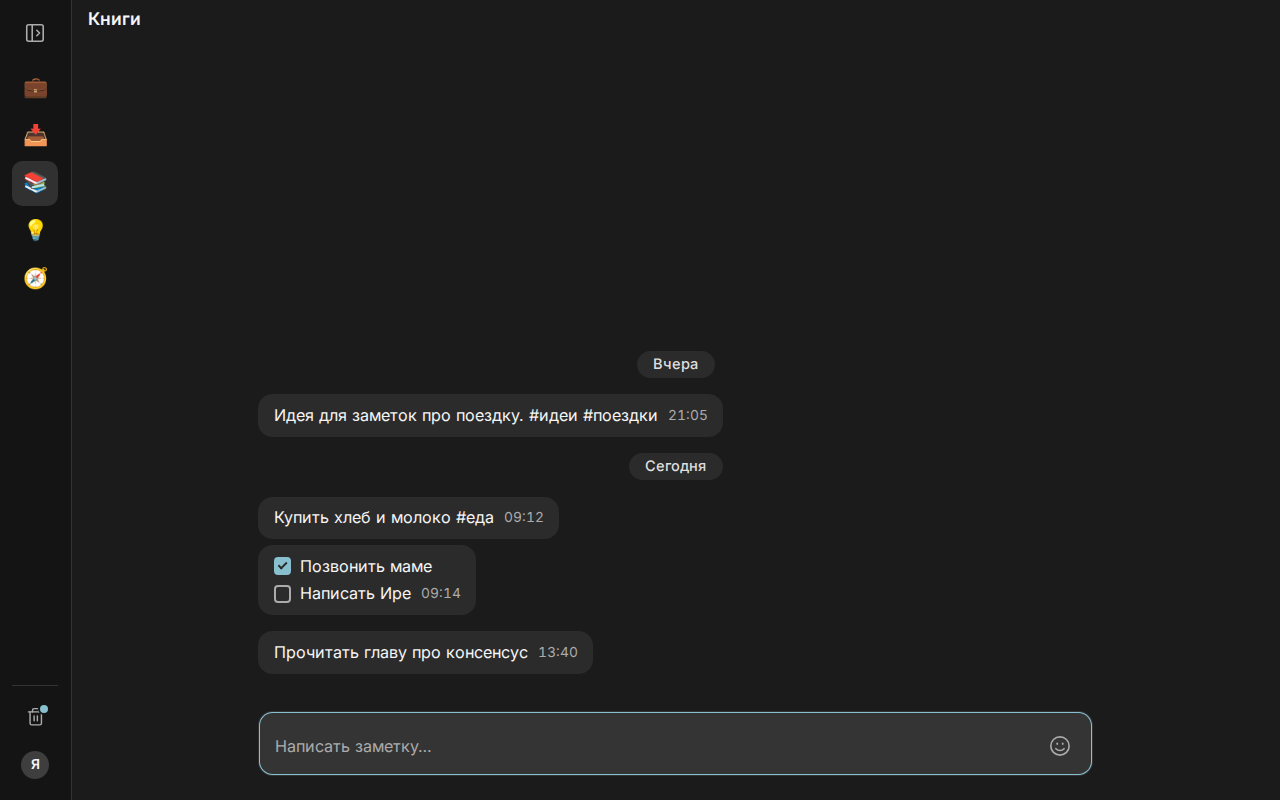 Книги
Вчера
Идея для заметок про поездку. #идеи #поездки 21:05
Сегодня
Купить хлеб и молоко #еда 09:12
Позвонить маме
Написать Ире 09:14
Прочитать главу про консенсус 13:40
Написать заметку...
Я